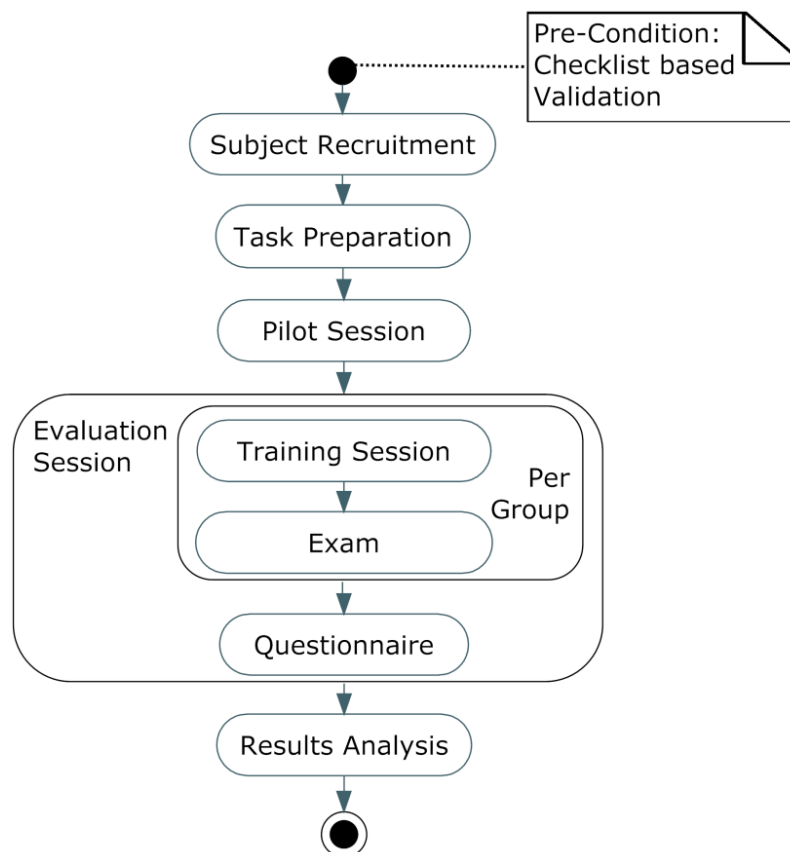 Pre-Condition:
Checklist based
Validation
Subject Recruitment
Task Preparation
Pilot Session
Evaluation
Session
Training Session
Per
Group
Exam
Questionnaire
Results Analysis